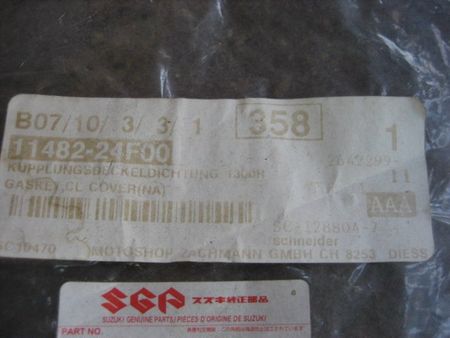 B07/10/ 3/ 3/ 1 358 1
11482-24F00
KUPPLUNGSDECKELDICHTUNG 1300R 11
GASKET,CL COVER(NA) AAA
schneider
SC10470 MOTOSHOP ZACHMANN GMBH CH 8253 DIESS
SGP スズキ純正部品
SUZUKI GENUINE PARTS/PIECES D'ORIGINE DE SUZUKI
PART NO.